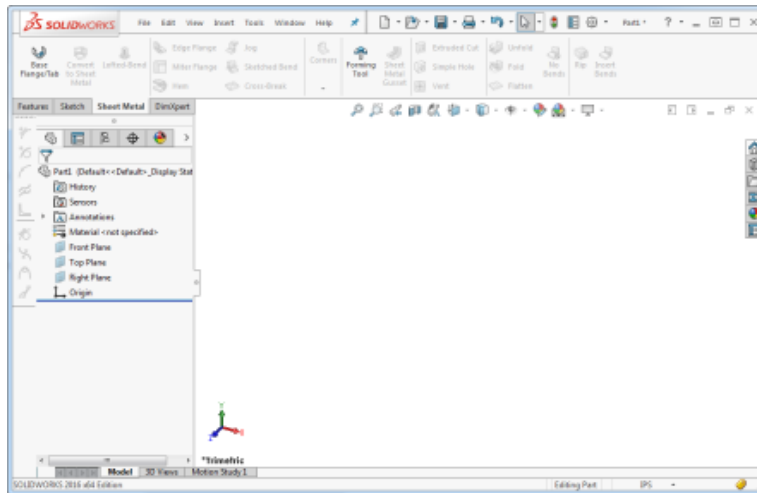 SOLIDWORKS File Edit View Insert Tools Window Help Part1 *
Base Flange/Tab
Convert to Sheet Metal
Lofted-Bend
Edge Flange
Miter Flange
Hem
Jog
Sketched Bend
Cross-Break
Corners
Forming Tool
Sheet Metal Gusset
Extruded Cut
Simple Hole
Vent
Unfold
Fold
Flatten
No Bends
Rip
Insert Bends
Features Sketch Sheet Metal DimXpert
Part1 (Default<<Default>_Display Stat
History
Sensors
Annotations
Material <not specified>
Front Plane
Top Plane
Right Plane
Origin
*Trimetric
Model 3D Views Motion Study 1
SOLIDWORKS 2016 x64 Edition Editing Part IPS